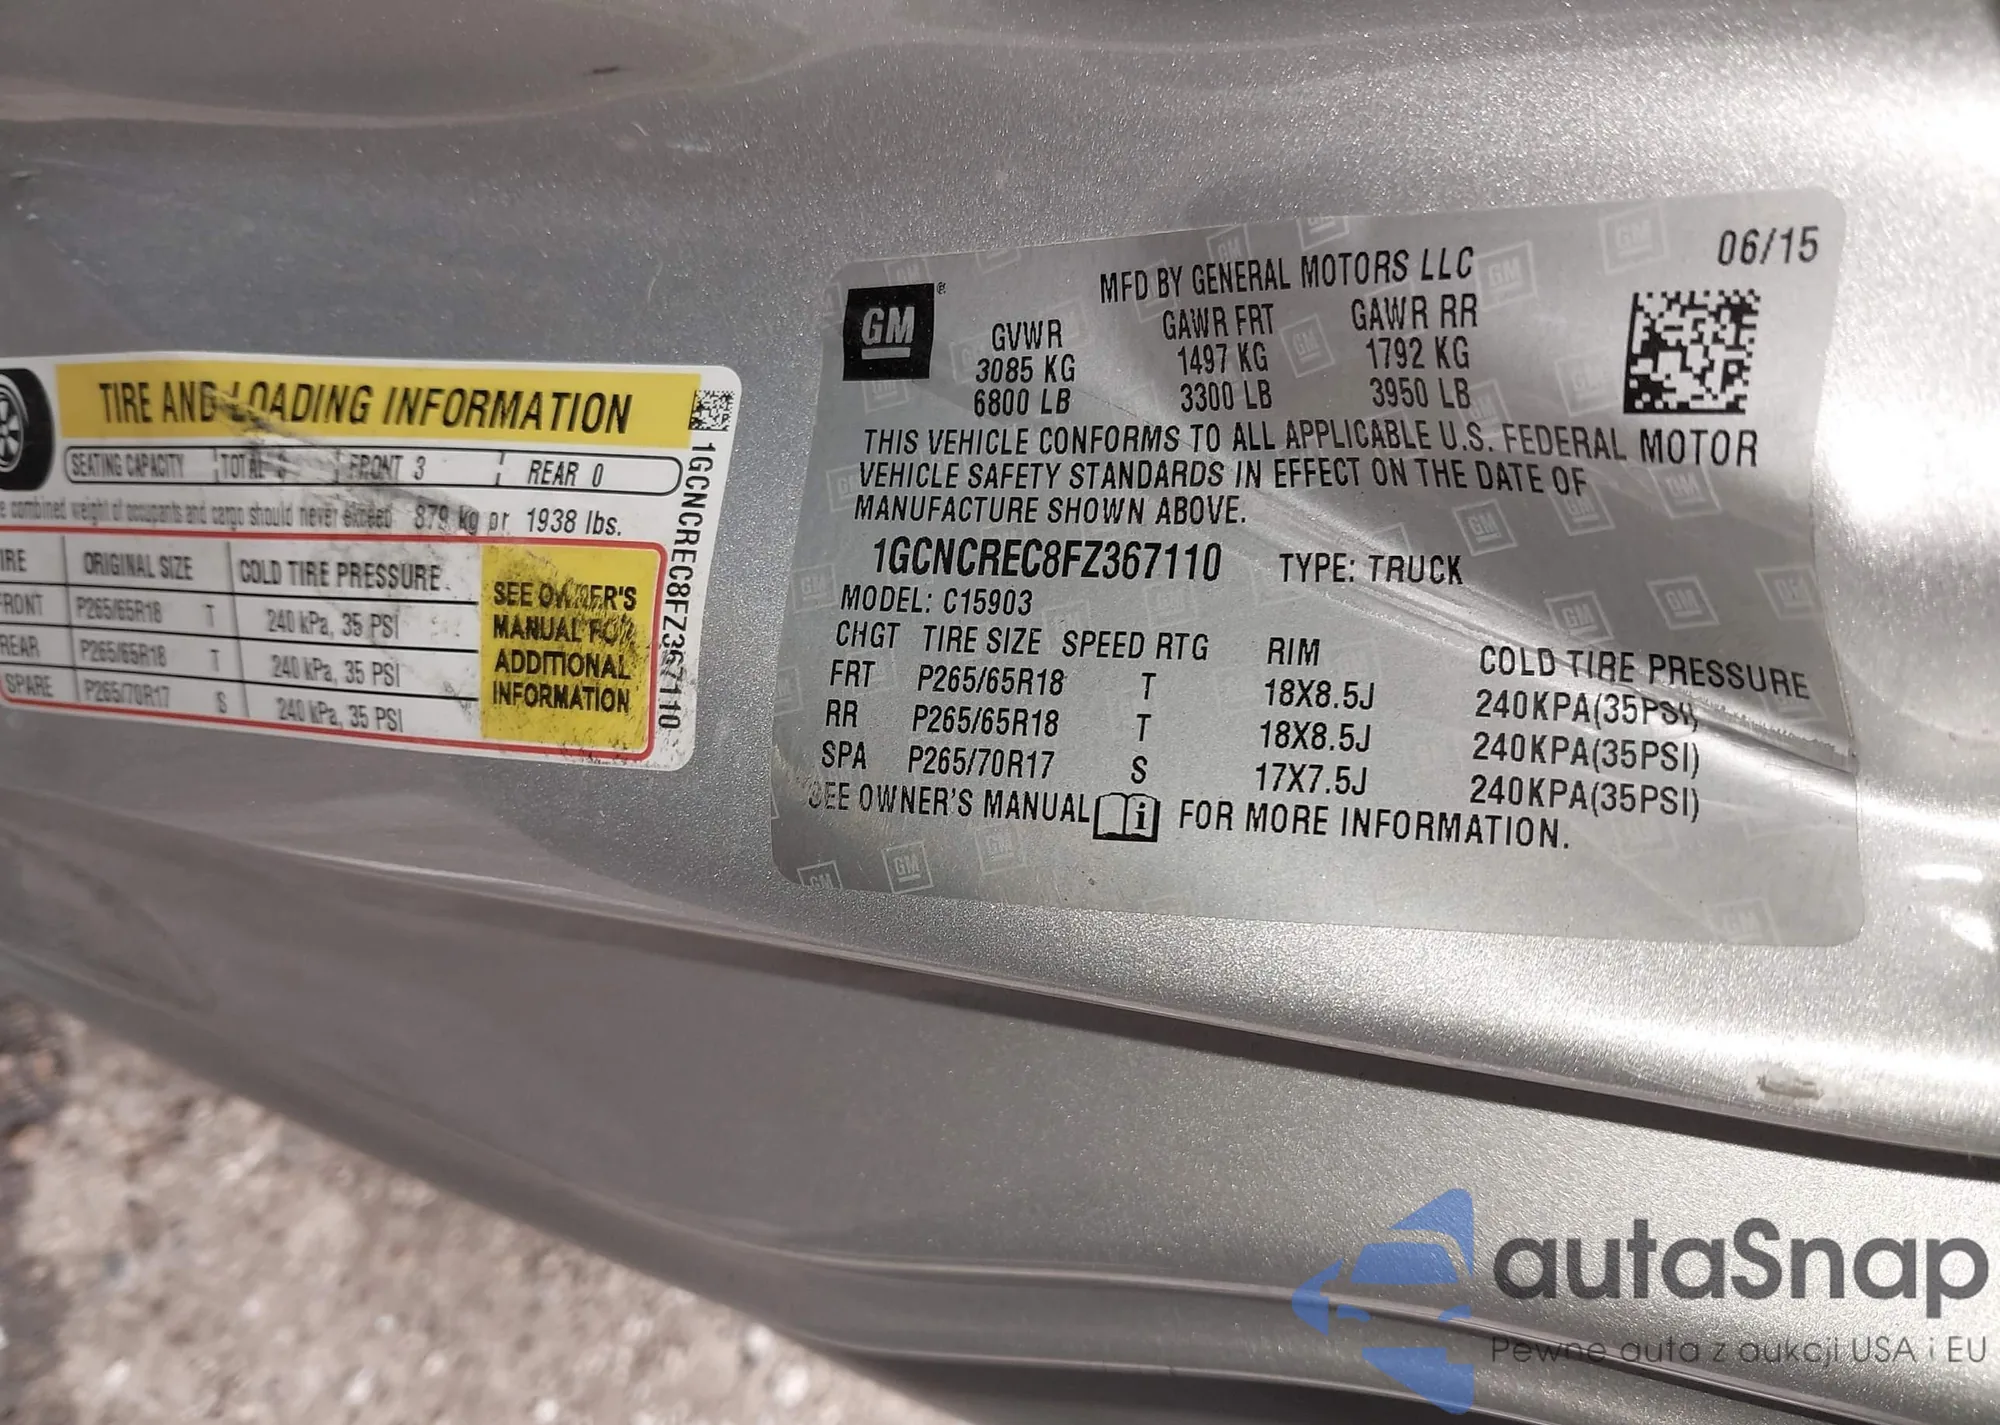 TIRE AND LOADING INFORMATION
SEATING CAPACITY TOTAL 3 FRONT 3 REAR 0
combined weight of occupants and cargo should never exceed 879 kg or 1938 lbs.
IRE ORIGINAL SIZE COLD TIRE PRESSURE
FRONT P265/65R18 T 240 kPa, 35 PSI
REAR P265/65R18 T 240 kPa, 35 PSI
SPARE P265/70R17 S 240 kPa, 35 PSI
SEE OWNER'S
MANUAL FOR
ADDITIONAL
INFORMATION
1GCNCREC8FZ367110
GM®
MFD BY GENERAL MOTORS LLC 06/15
GVWR GAWR FRT GAWR RR
3085 KG 1497 KG 1792 KG
6800 LB 3300 LB 3950 LB
THIS VEHICLE CONFORMS TO ALL APPLICABLE U.S. FEDERAL MOTOR
VEHICLE SAFETY STANDARDS IN EFFECT ON THE DATE OF
MANUFACTURE SHOWN ABOVE.
1GCNCREC8FZ367110 TYPE: TRUCK
MODEL: C15903
CHGT TIRE SIZE SPEED RTG RIM COLD TIRE PRESSURE
FRT P265/65R18 T 18X8.5J 240KPA(35PSI)
RR P265/65R18 T 18X8.5J 240KPA(35PSI)
SPA P265/70R17 S 17X7.5J 240KPA(35PSI)
SEE OWNER'S MANUAL i FOR MORE INFORMATION.
autaSnap
Pewne auta z aukcji USA i EU